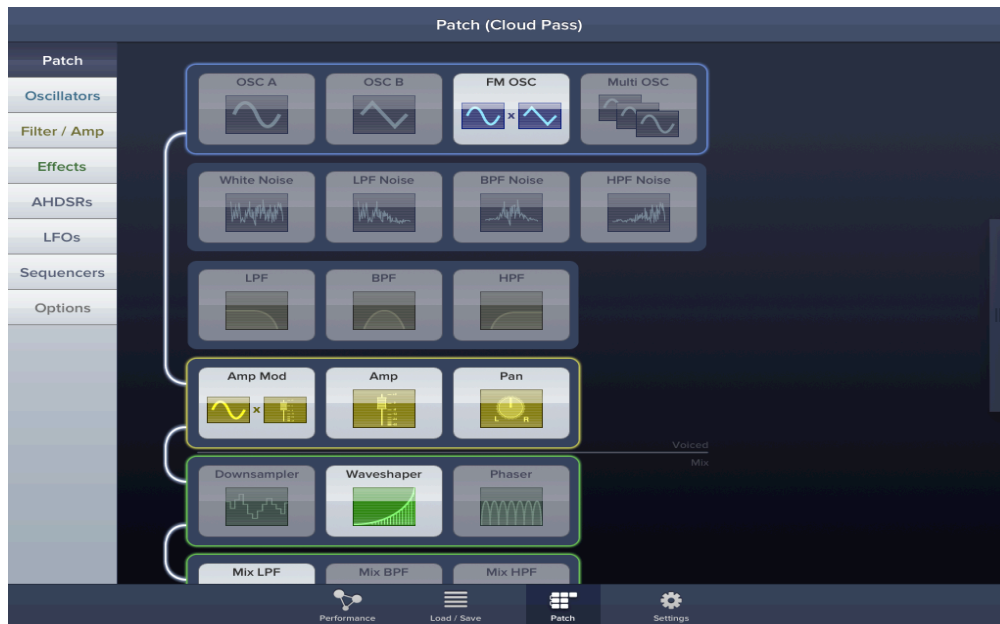 Patch (Cloud Pass)
Patch
Oscillators
Filter / Amp
Effects
AHDSRs
LFOs
Sequencers
Options
OSC A OSC B FM OSC Multi OSC
×
White Noise LPF Noise BPF Noise HPF Noise
LPF BPF HPF
Amp Mod Amp Pan
×
L R
Voiced
Mix
Downsampler Waveshaper Phaser
Mix LPF Mix BPF Mix HPF
Performance Load / Save Patch Settings